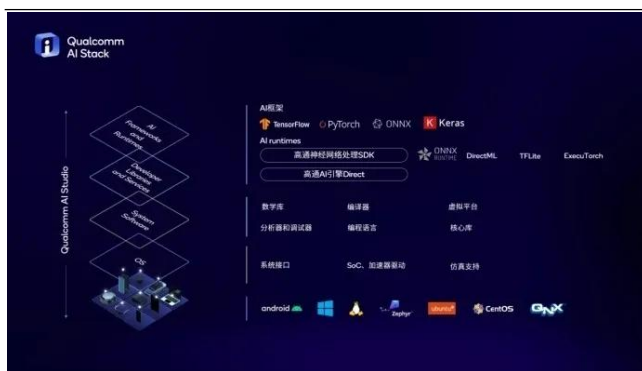 Qualcomm
AI Stack
Qualcomm AI Studio
AI
Frameworks
and
Runtimes
Developer
Libraries
and Services
System
Software
OS
AI框架
TensorFlow PyTorch ONNX K Keras
AI runtimes
高通神经网络处理SDK
ONNX
RUNTIME
DirectML TFLite ExecuTorch
高通AI引擎Direct
数学库 编译器 虚拟平台
分析器和调试器 编程语言 核心库
系统接口 SoC、加速器驱动 仿真支持
android Zephyr ubuntu CentOS QNX